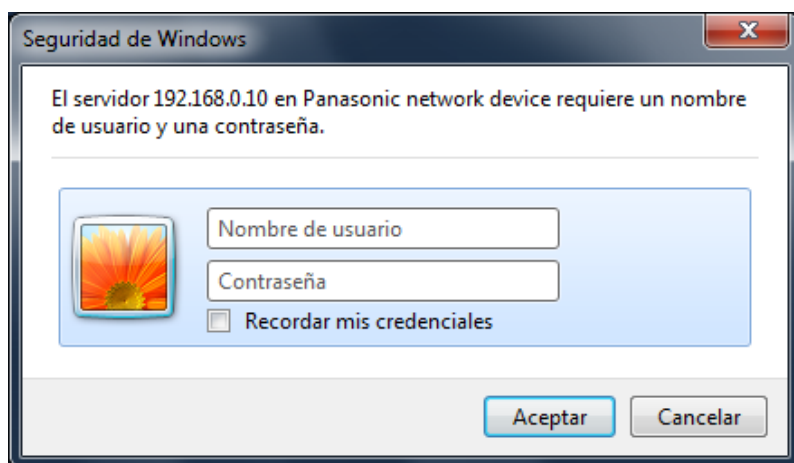 Seguridad de Windows
El servidor 192.168.0.10 en Panasonic network device requiere un nombre
de usuario y una contraseña.
Nombre de usuario
Contraseña
Recordar mis credenciales
Aceptar Cancelar